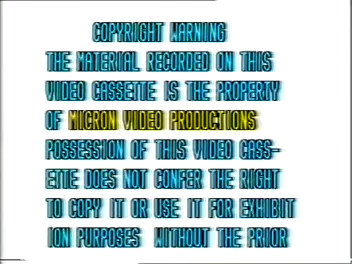 COPYRIGHT WARNING
THE MATERIAL RECORDED ON THIS
VIDEO CASSETTE IS THE PROPERTY
OF MICRON VIDEO PRODUCTIONS
POSSESSION OF THIS VIDEO CASS-
ETTE DOES NOT CONFER THE RIGHT
TO COPY IT OR USE IT FOR EXHIBIT
ION PURPOSES WITHOUT THE PRIOR